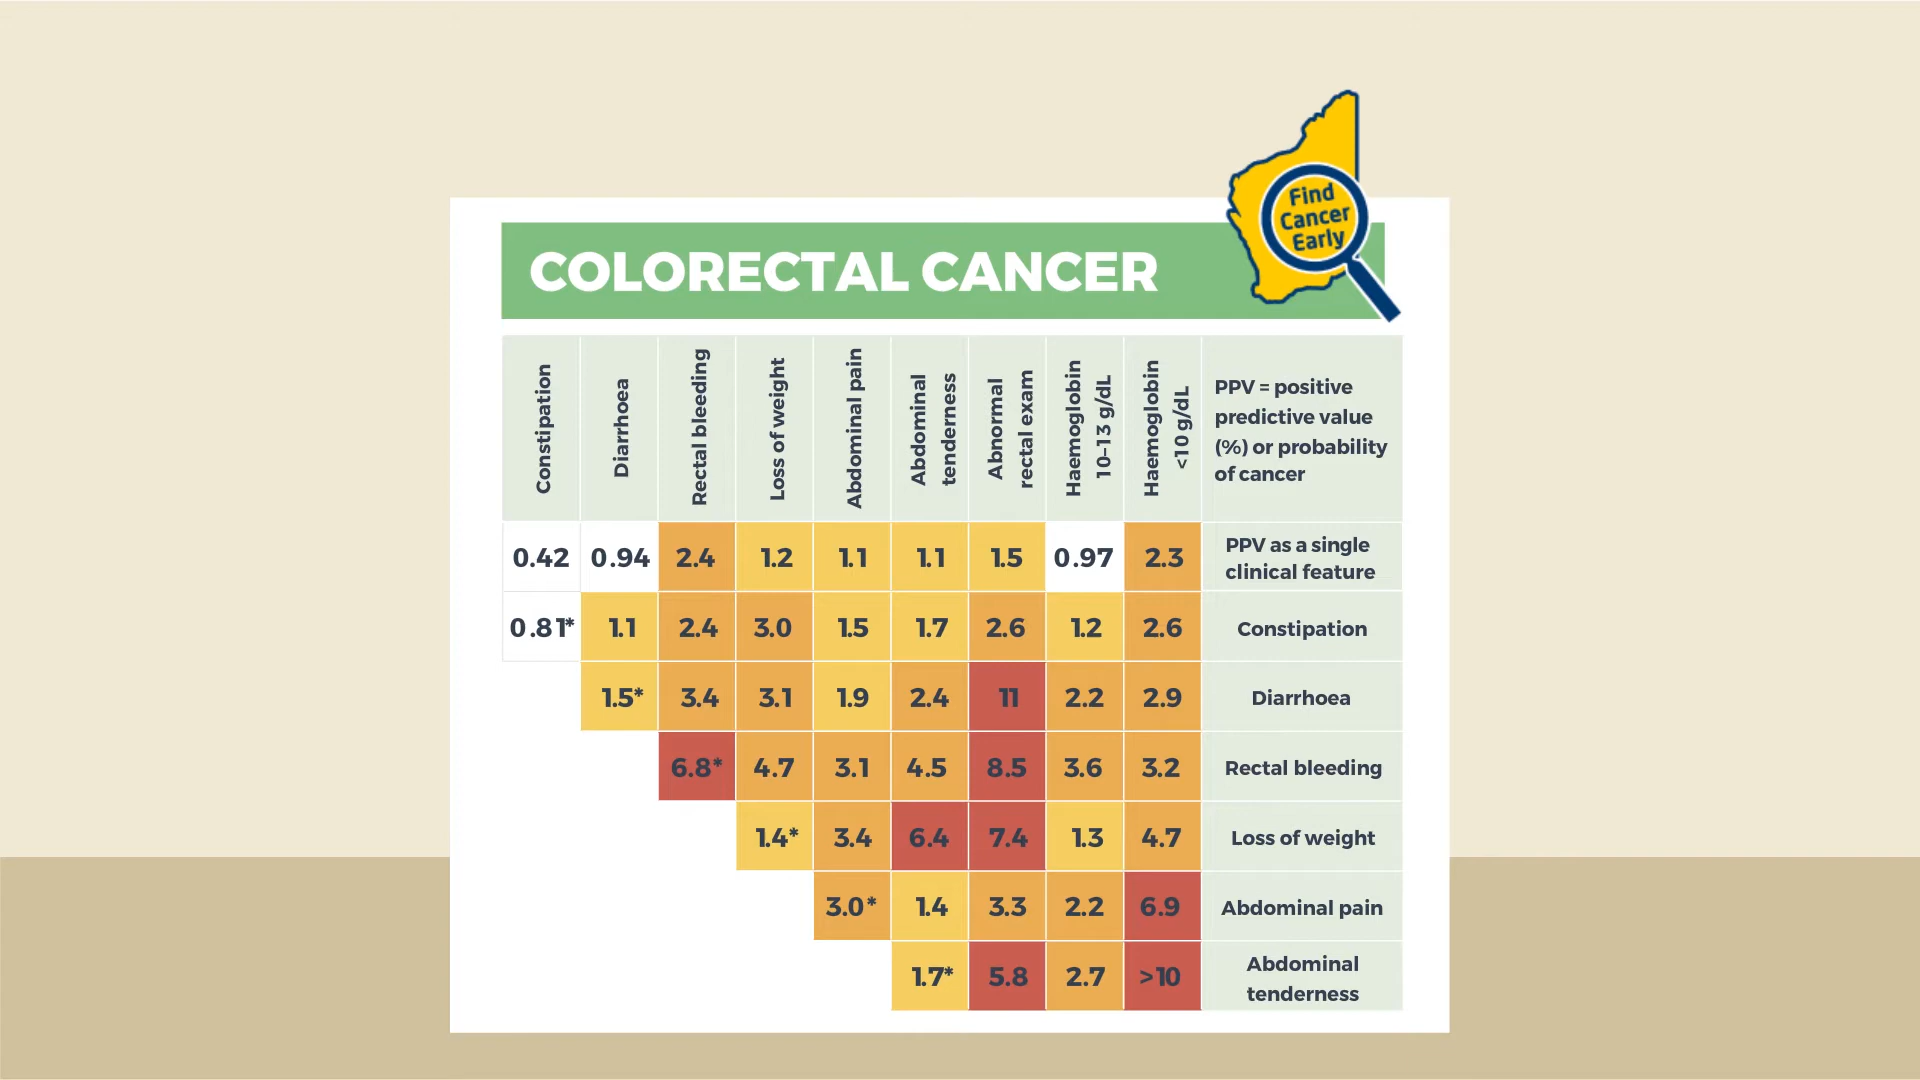 Find
Cancer
Early
COLORECTAL CANCER
Constipation
Diarrhoea
Rectal bleeding
Loss of weight
Abdominal pain
Abdominal
tenderness
Abnormal
rectal exam
Haemoglobin
10–13 g/dL
Haemoglobin
<10 g/dL
PPV = positive
predictive value
(%) or probability
of cancer
0.42 0.94 2.4 1.2 1.1 1.1 1.5 0.97 2.3 PPV as a single
clinical feature
0.81* 1.1 2.4 3.0 1.5 1.7 2.6 1.2 2.6 Constipation
1.5* 3.4 3.1 1.9 2.4 11 2.2 2.9 Diarrhoea
6.8* 4.7 3.1 4.5 8.5 3.6 3.2 Rectal bleeding
1.4* 3.4 6.4 7.4 1.3 4.7 Loss of weight
3.0* 1.4 3.3 2.2 6.9 Abdominal pain
1.7* 5.8 2.7 >10 Abdominal
tenderness